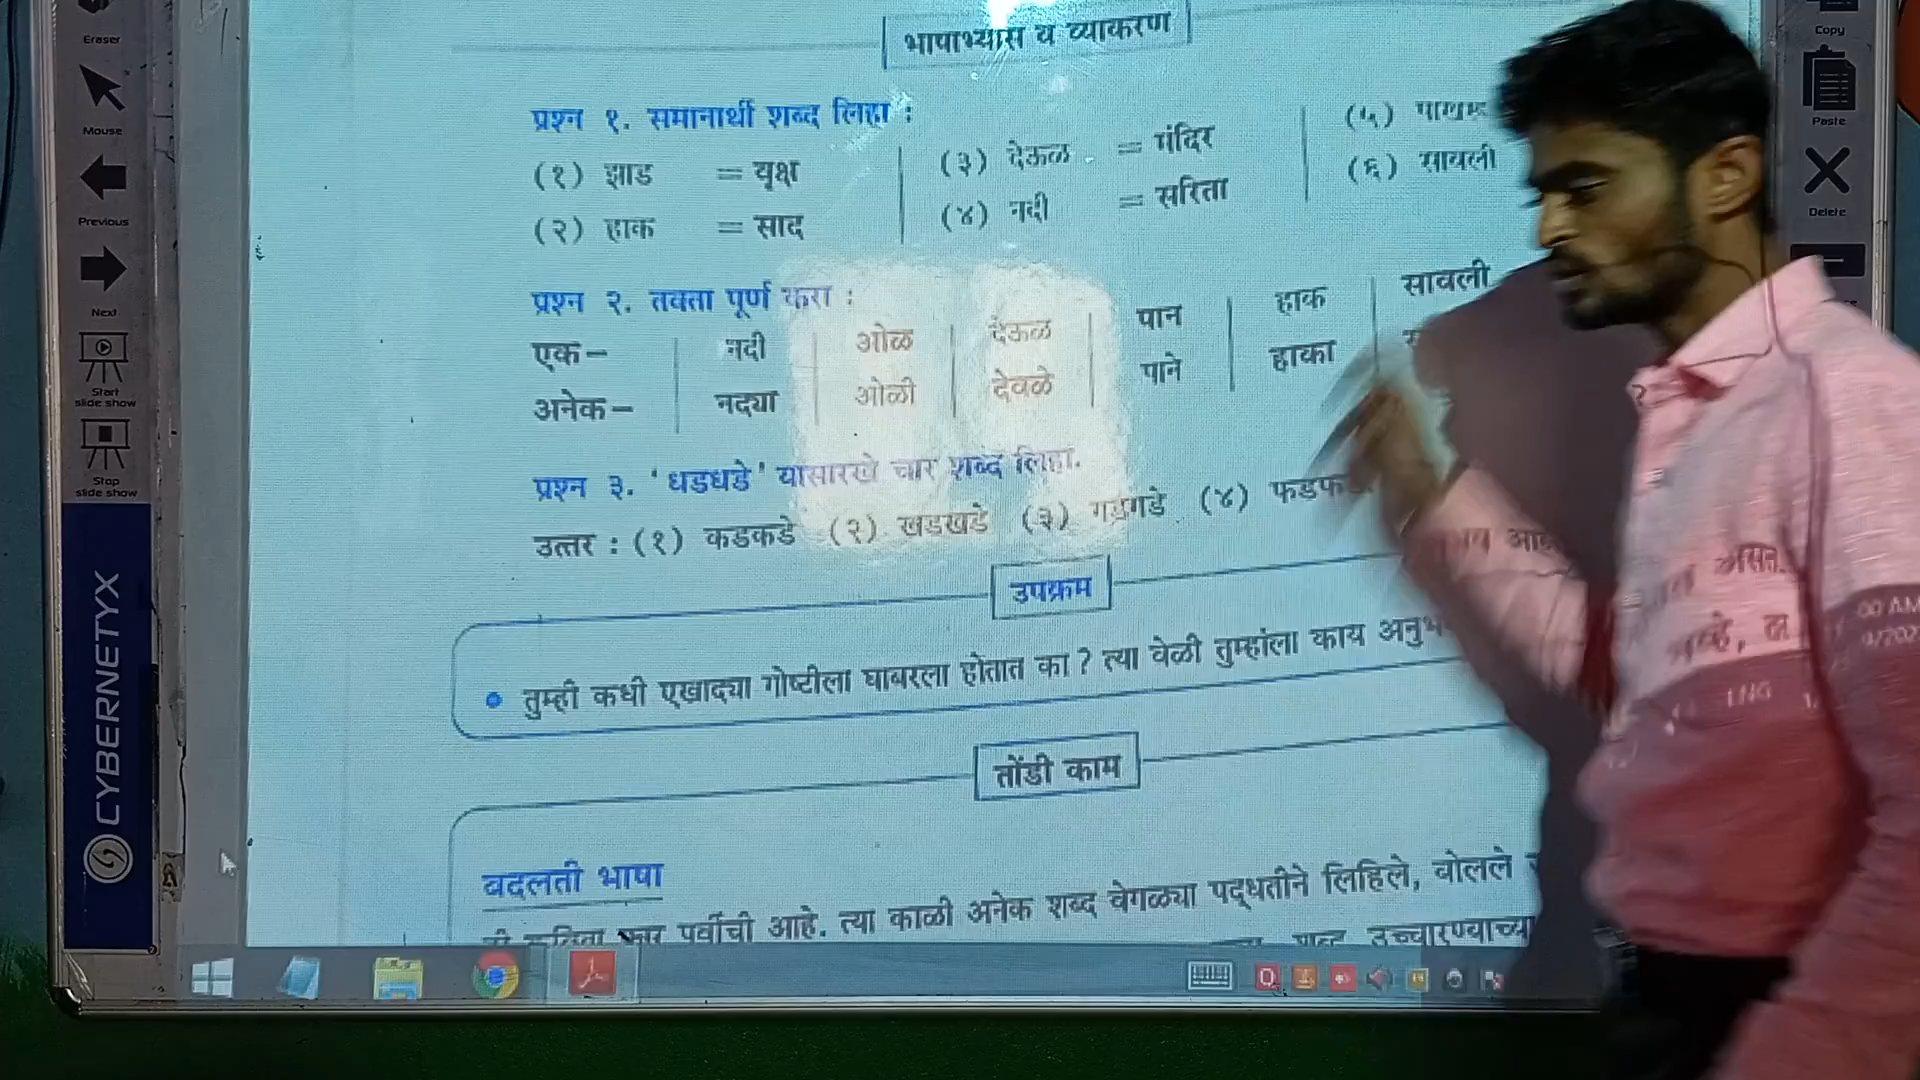 भाषाभ्यास व व्याकरण
प्रश्न १. समानार्थी शब्द लिहा :
(१) झाड = वृक्ष
(२) हाक = साद
(३) देऊळ = मंदिर
(४) नदी = सरिता
(५)
(६) सावली
प्रश्न २. तक्ता पूर्ण करा :
एक– नदी ओळ देऊळ पान हाक सावली
अनेक– नद्या ओळी देवळे पाने हाका
प्रश्न ३. 'धडधडे' यासारखे चार शब्द लिहा.
उत्तर : (१) कडकडे (२) खडखडे (३) गडगडे (४)
उपक्रम
• तुम्ही कधी एखाद्या गोष्टीला घाबरला होतात का? त्या वेळी तुम्हांला काय
तोंडी काम
बदलती भाषा
पूर्वीची आहे. त्या काळी अनेक शब्द वेगळ्या पद्धतीने लिहिले, बोलले
उच्चारण्याच्या
Eraser
Mouse
Previous
Next
Start
slide show
Stop
slide show
CYBERNETYX
Copy
Paste
Delete